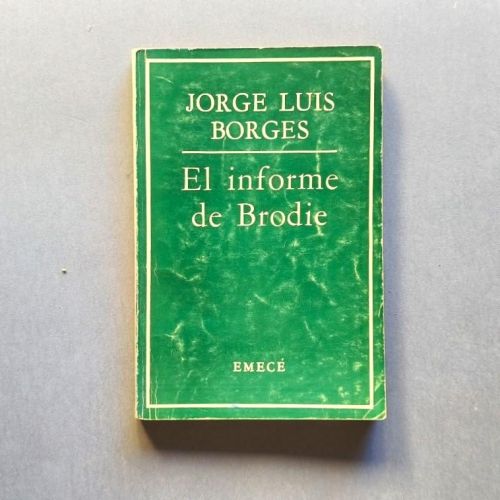 JORGE LUIS
BORGES
El informe
de Brodie
EMECÉ